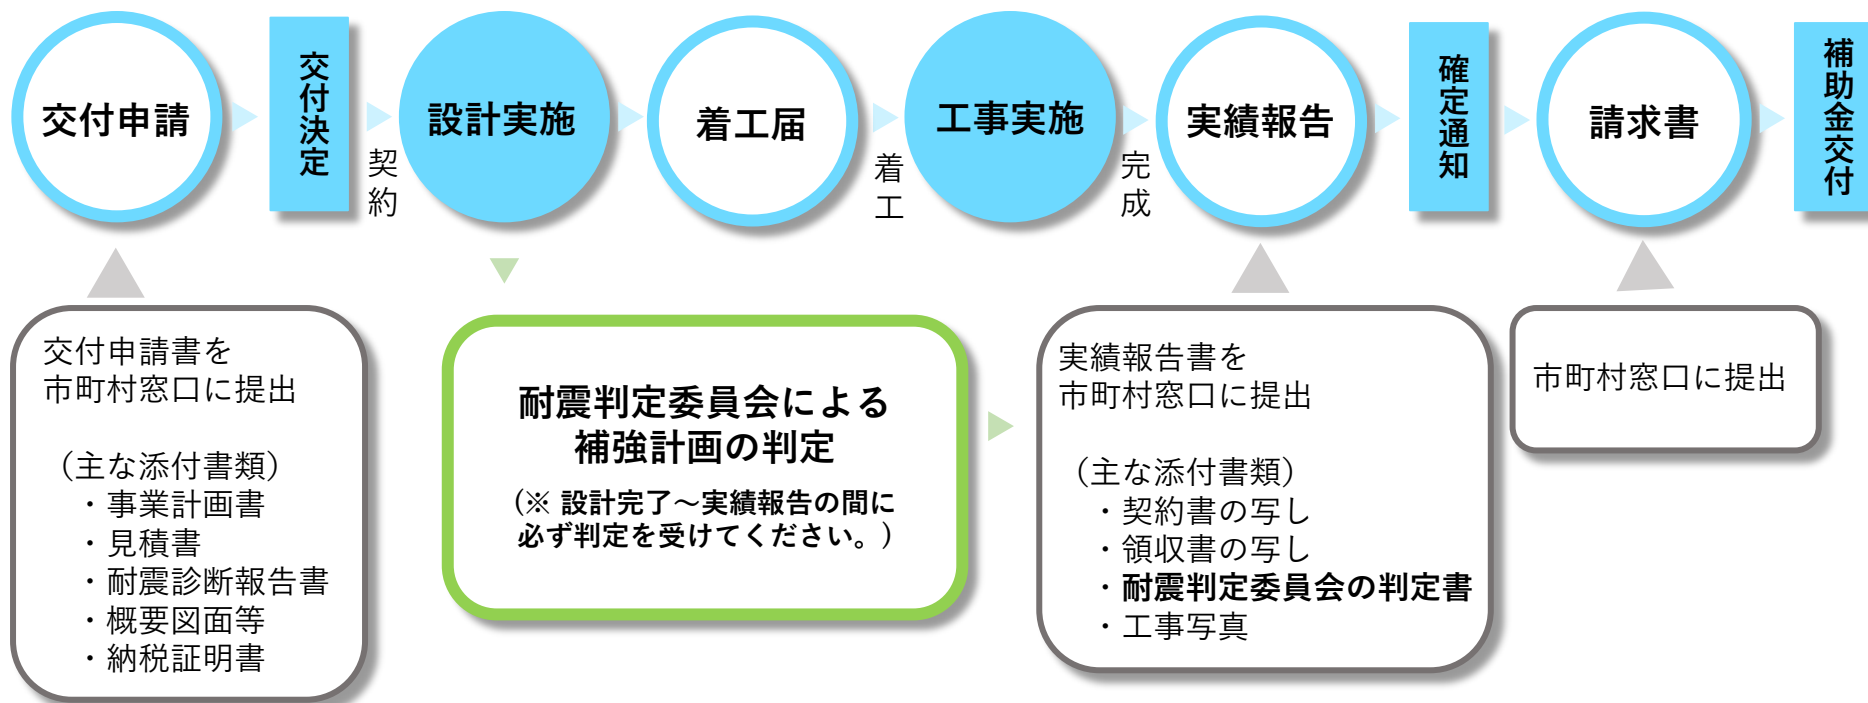 交付申請
交付決定
契約
設計実施
着工届
着工
工事実施
完成
実績報告
確定通知
請求書
補助金交付
交付申請書を
市町村窓口に提出
（主な添付書類）
・事業計画書
・見積書
・耐震診断報告書
・概要図面等
・納税証明書
耐震判定委員会による
補強計画の判定
（※ 設計完了～実績報告の間に
必ず判定を受けてください。）
実績報告書を
市町村窓口に提出
（主な添付書類）
・契約書の写し
・領収書の写し
・耐震判定委員会の判定書
・工事写真
市町村窓口に提出